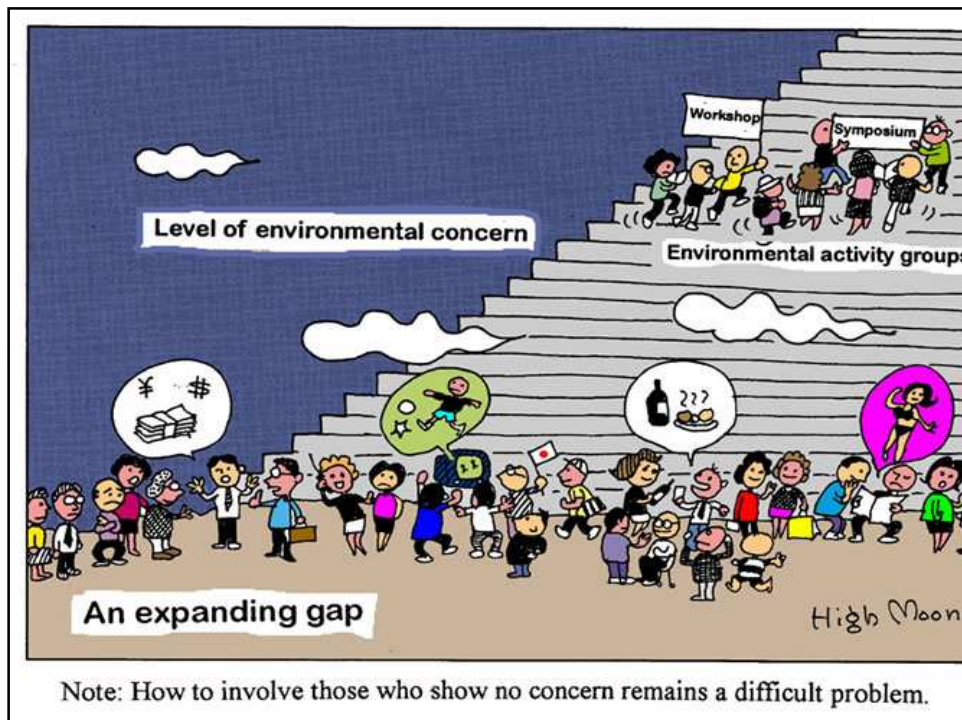 Workshop
Symposium
Level of environmental concern
Environmental activity groups
¥ $
An expanding gap
High Moon
Note: How to involve those who show no concern remains a difficult problem.